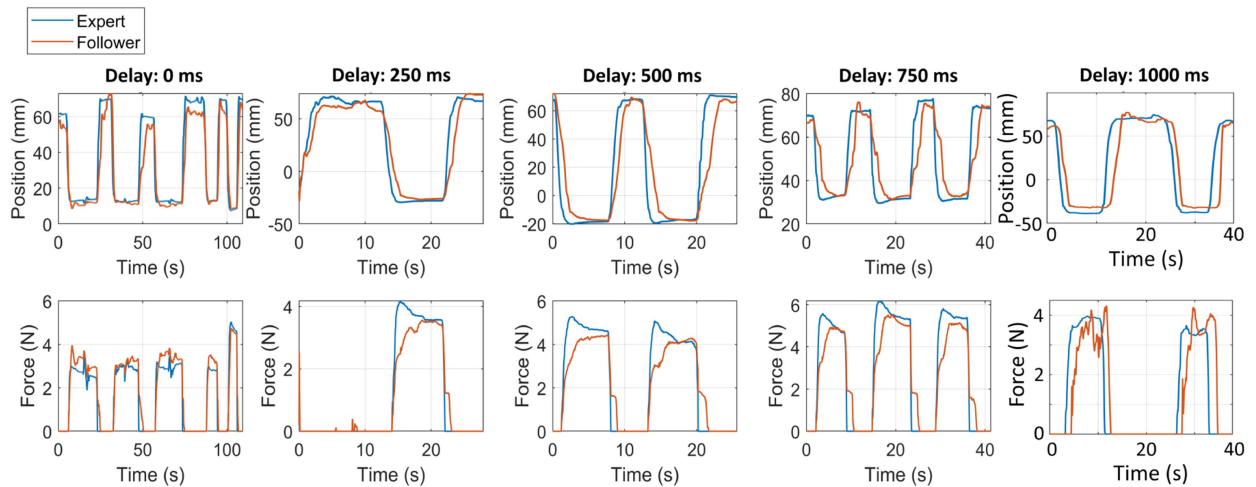 Expert
Follower
Delay: 0 ms
Delay: 250 ms
Delay: 500 ms
Delay: 750 ms
Delay: 1000 ms
Position (mm)
60
40
20
0
0
50
100
Time (s)
Position (mm)
50
0
-50
0
10
20
Time (s)
Position (mm)
60
40
20
0
-20
0
10
20
Time (s)
Position (mm)
80
60
40
20
0
20
40
Time (s)
Position (mm)
100
50
0
-50
0
10
20
30
40
Time (s)
Force (N)
6
4
2
0
0
50
100
Time (s)
Force (N)
4
2
0
0
10
20
Time (s)
Force (N)
6
4
2
0
0
10
20
Time (s)
Force (N)
6
4
2
0
0
20
40
Time (s)
Force (N)
4
2
0
0
10
20
30
40
Time (s)